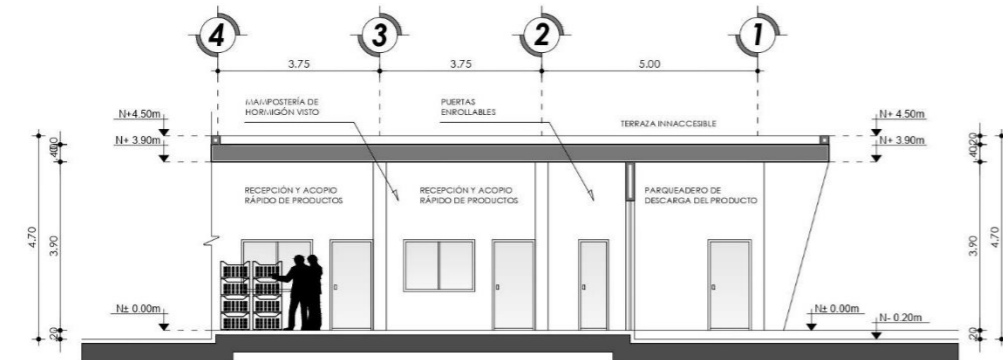 4
3
2
1
3.75
3.75
5.00
MAMPOSTERÍA DE
HORMIGÓN VISTO
PUERTAS
ENROLLABLES
TERRAZA INNACCESIBLE
N+4.50m
N+ 3.90m
N+ 4.50m
N+ 3.90m
RECEPCIÓN Y ACOPIO
RÁPIDO DE PRODUCTOS
RECEPCIÓN Y ACOPIO
RÁPIDO DE PRODUCTOS
PARQUEADERO DE
DESCARGA DEL PRODUCTO
4.70
3.90
.20
.20
.40
3.90
.20
4.70
N± 0.00m
N± 0.00m
N- 0.20m